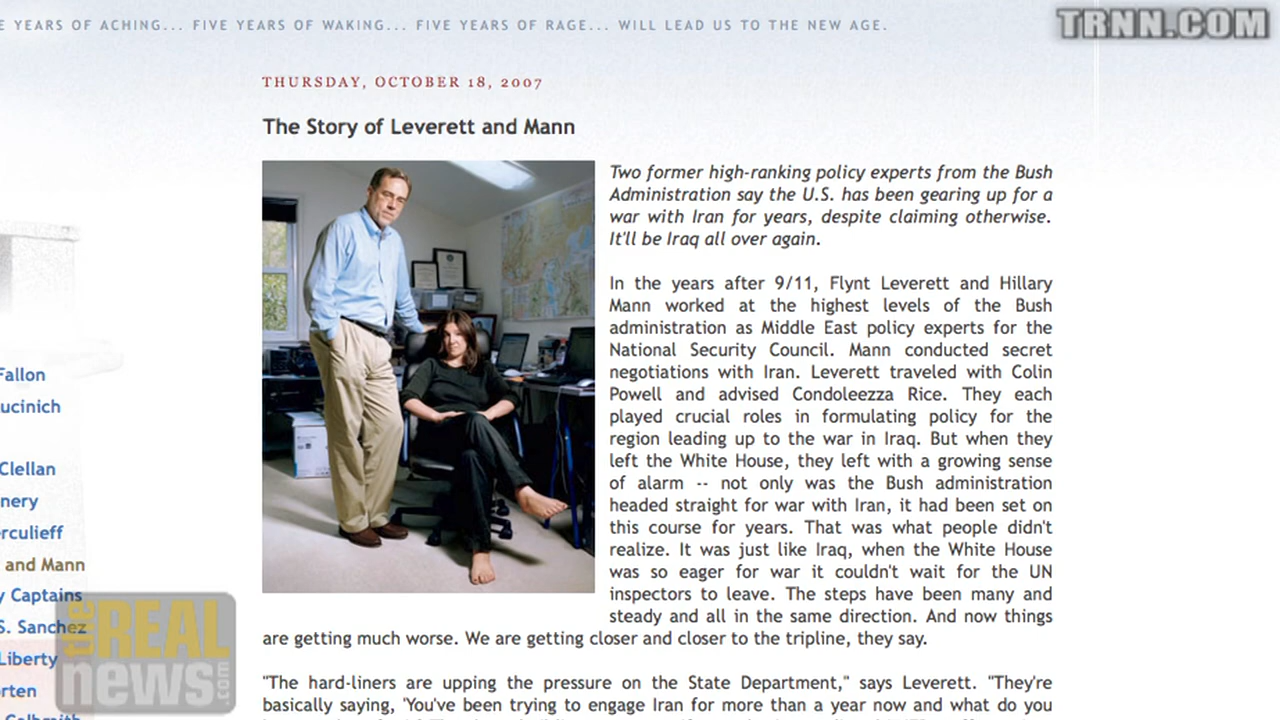 YEARS OF ACHING... FIVE YEARS OF WAKING... FIVE YEARS OF RAGE... WILL LEAD US TO THE NEW AGE.
TRNN.COM
THURSDAY, OCTOBER 18, 2007
The Story of Leverett and Mann
Two former high-ranking policy experts from the Bush
Administration say the U.S. has been gearing up for a
war with Iran for years, despite claiming otherwise.
It'll be Iraq all over again.
In the years after 9/11, Flynt Leverett and Hillary
Mann worked at the highest levels of the Bush
administration as Middle East policy experts for the
National Security Council. Mann conducted secret
negotiations with Iran. Leverett traveled with Colin
Powell and advised Condoleezza Rice. They each
played crucial roles in formulating policy for the
region leading up to the war in Iraq. But when they
left the White House, they left with a growing sense
of alarm -- not only was the Bush administration
headed straight for war with Iran, it had been set on
this course for years. That was what people didn't
realize. It was just like Iraq, when the White House
was so eager for war it couldn't wait for the UN
inspectors to leave. The steps have been many and
steady and all in the same direction. And now things
are getting much worse. We are getting closer and closer to the tripline, they say.
"The hard-liners are upping the pressure on the State Department," says Leverett. "They're
basically saying, 'You've been trying to engage Iran for more than a year now and what do you
Fallon
ucinich
Clellan
nery
rculieff
and Mann
y Captains
S. Sanchez
Liberty
rten
the
REAL
news.com